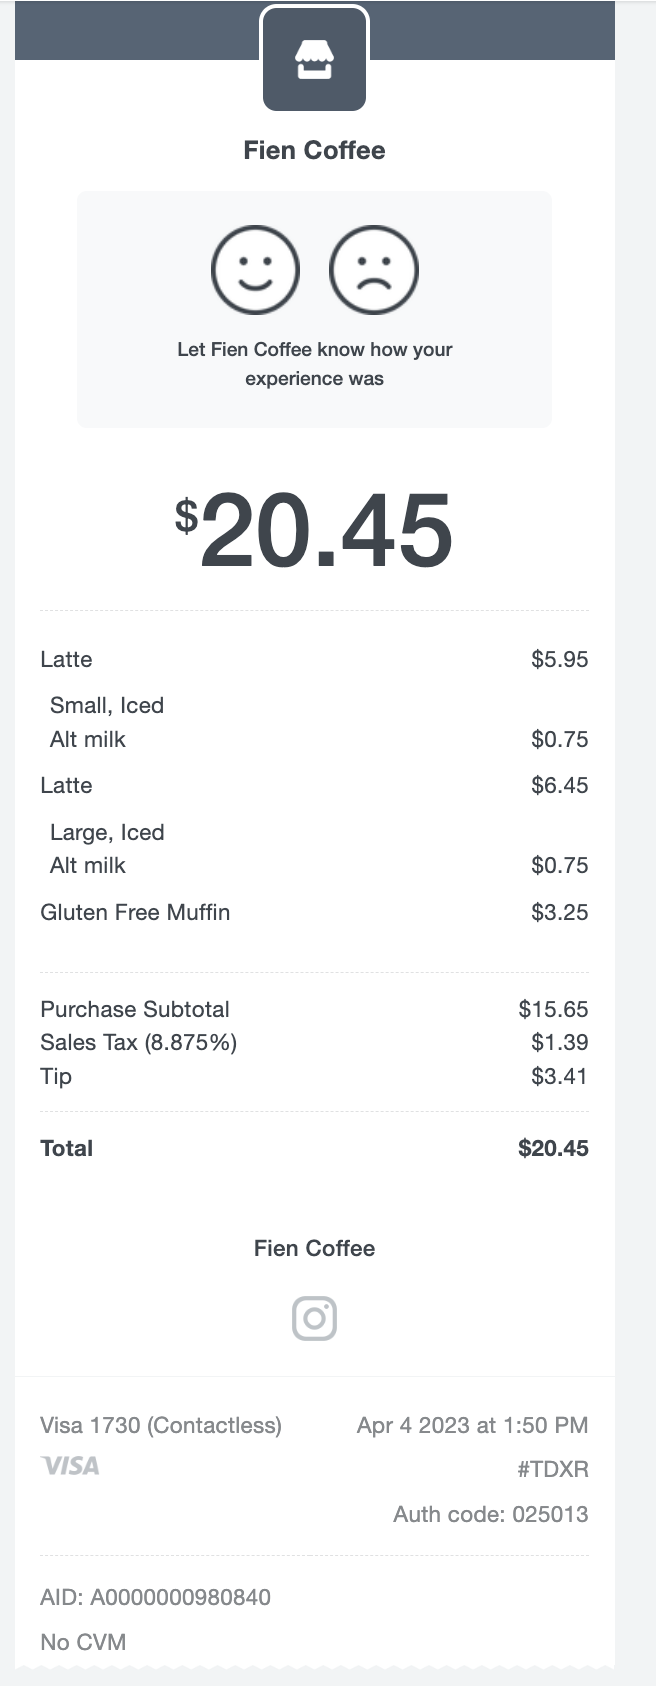 Fien Coffee
Let Fien Coffee know how your
experience was
$20.45
Latte $5.95
Small, Iced
Alt milk $0.75
Latte $6.45
Large, Iced
Alt milk $0.75
Gluten Free Muffin $3.25
Purchase Subtotal $15.65
Sales Tax (8.875%) $1.39
Tip $3.41
Total $20.45
Fien Coffee
Visa 1730 (Contactless) Apr 4 2023 at 1:50 PM
VISA #TDXR
Auth code: 025013
AID: A0000000980840
No CVM